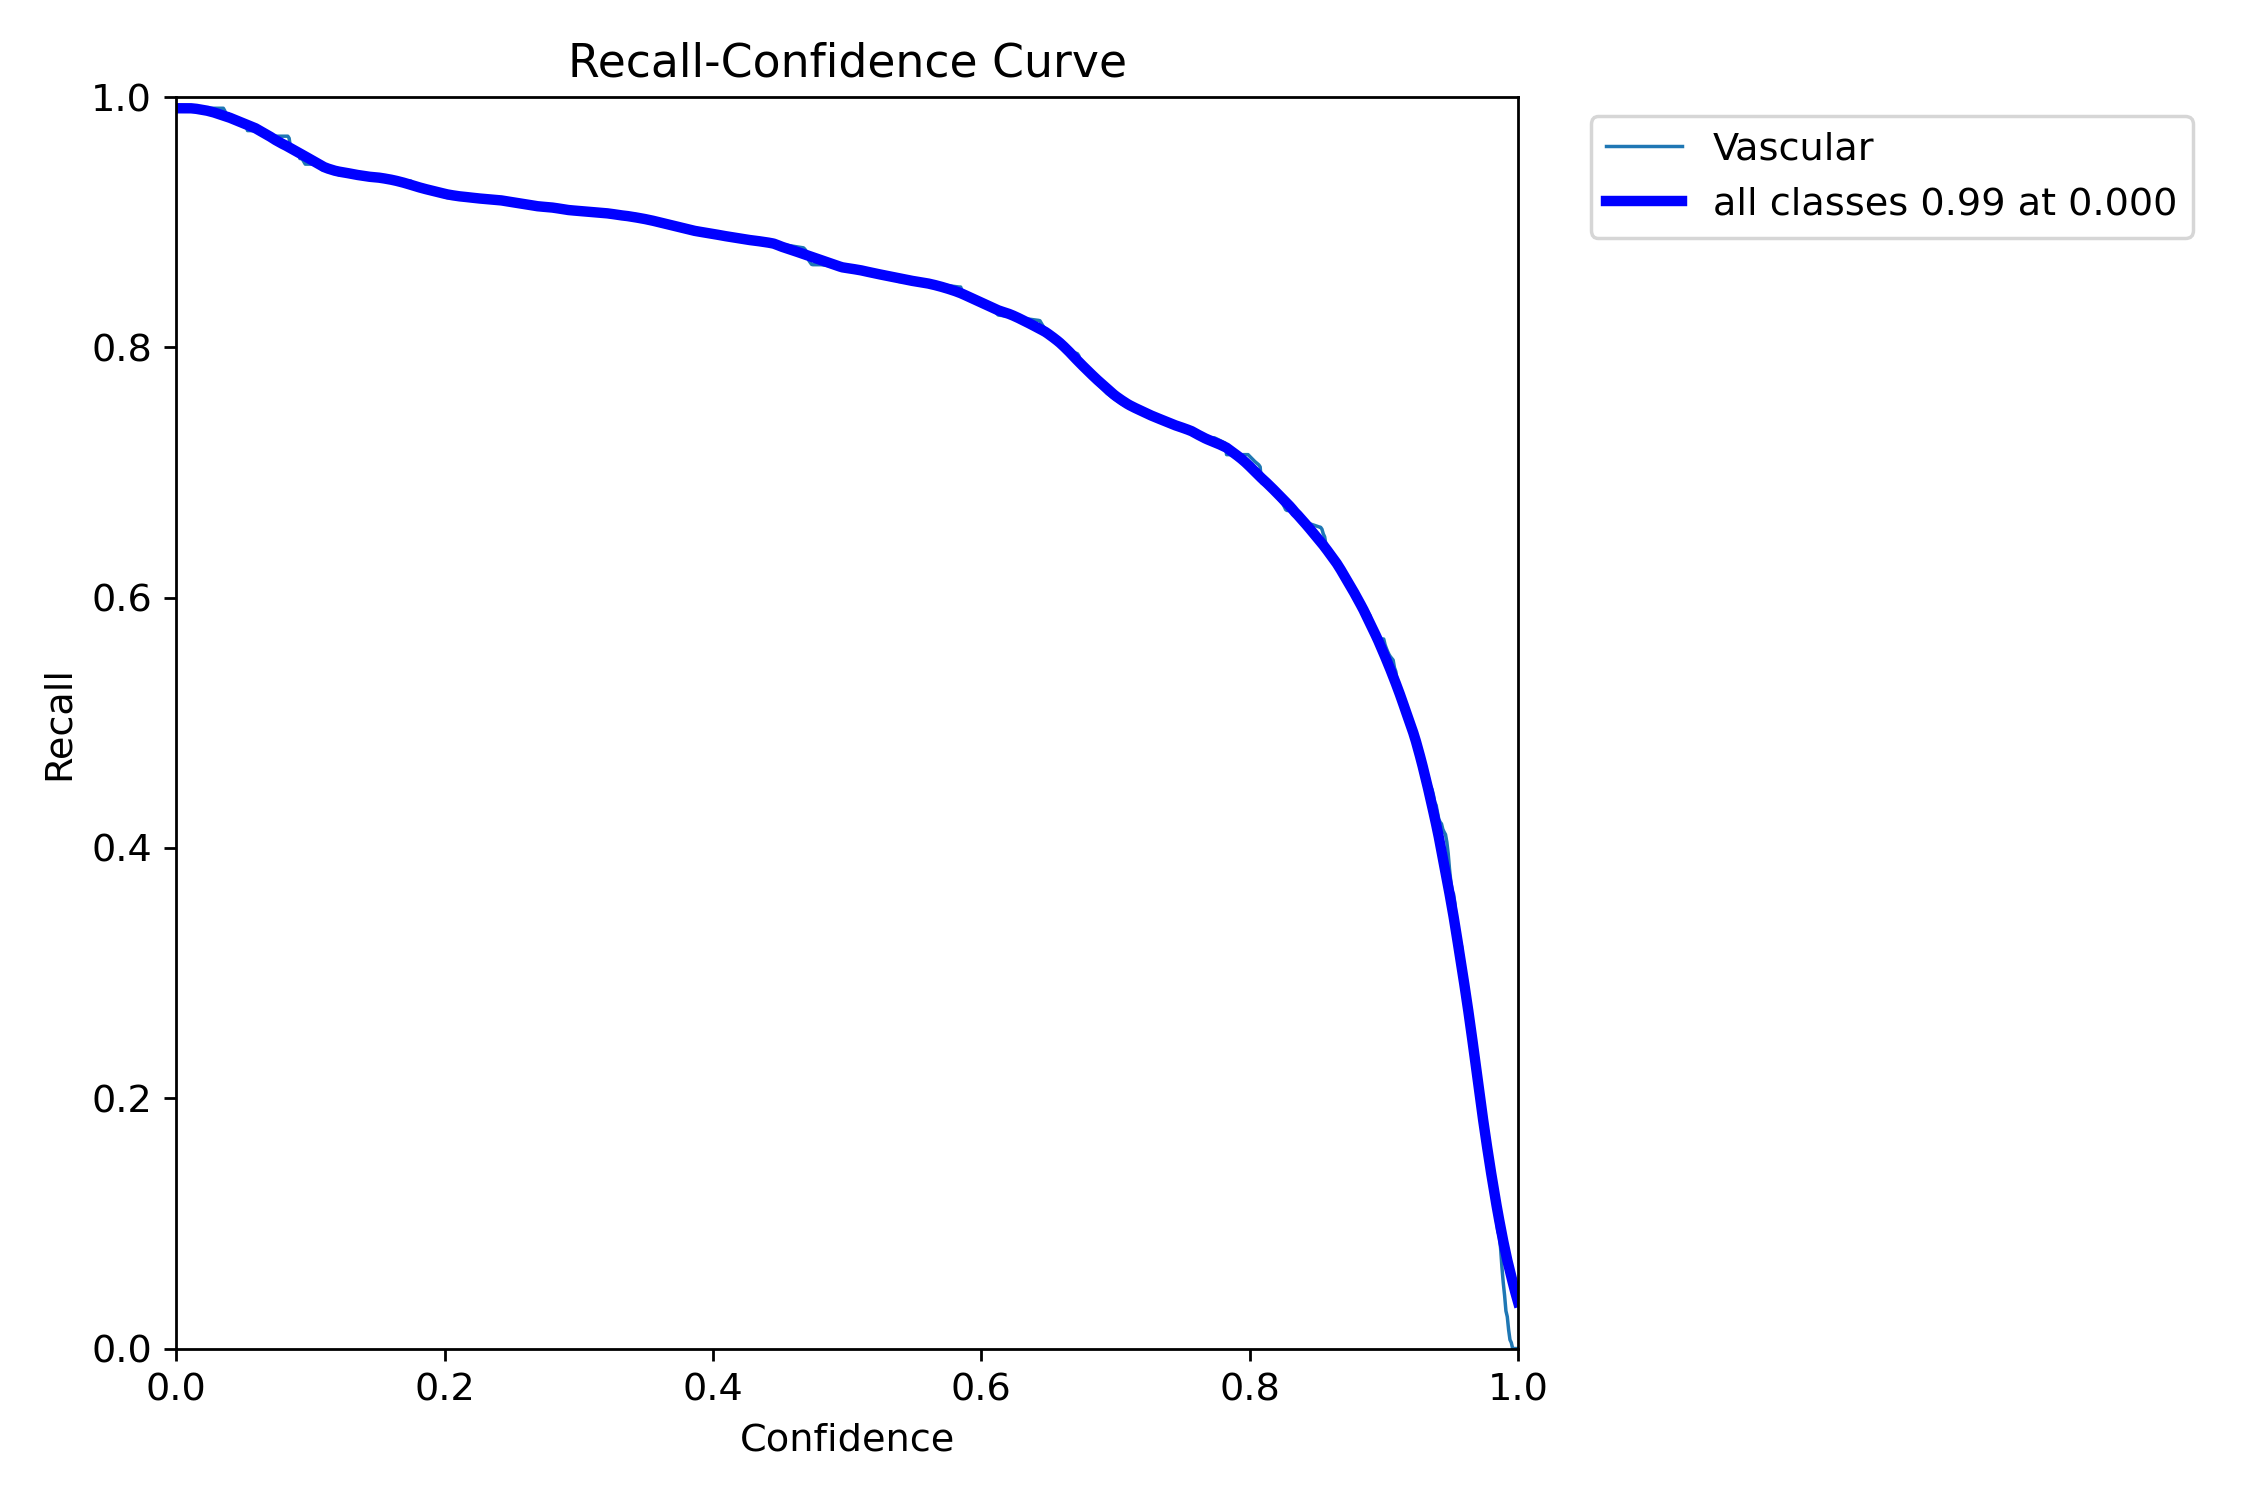 Recall-Confidence Curve
1.0
0.8
0.6
0.4
0.2
0.0
Recall
0.0 0.2 0.4 0.6 0.8 1.0
Confidence
Vascular
all classes 0.99 at 0.000